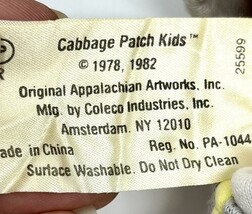 Cabbage Patch Kids™
© 1978, 1982
Original Appalachian Artworks, Inc.
Mfg. by Coleco Industries, Inc.
Amsterdam, NY 12010
ade in China Reg. No. PA-1044
Surface Washable. Do Not Dry Clean
25599
R